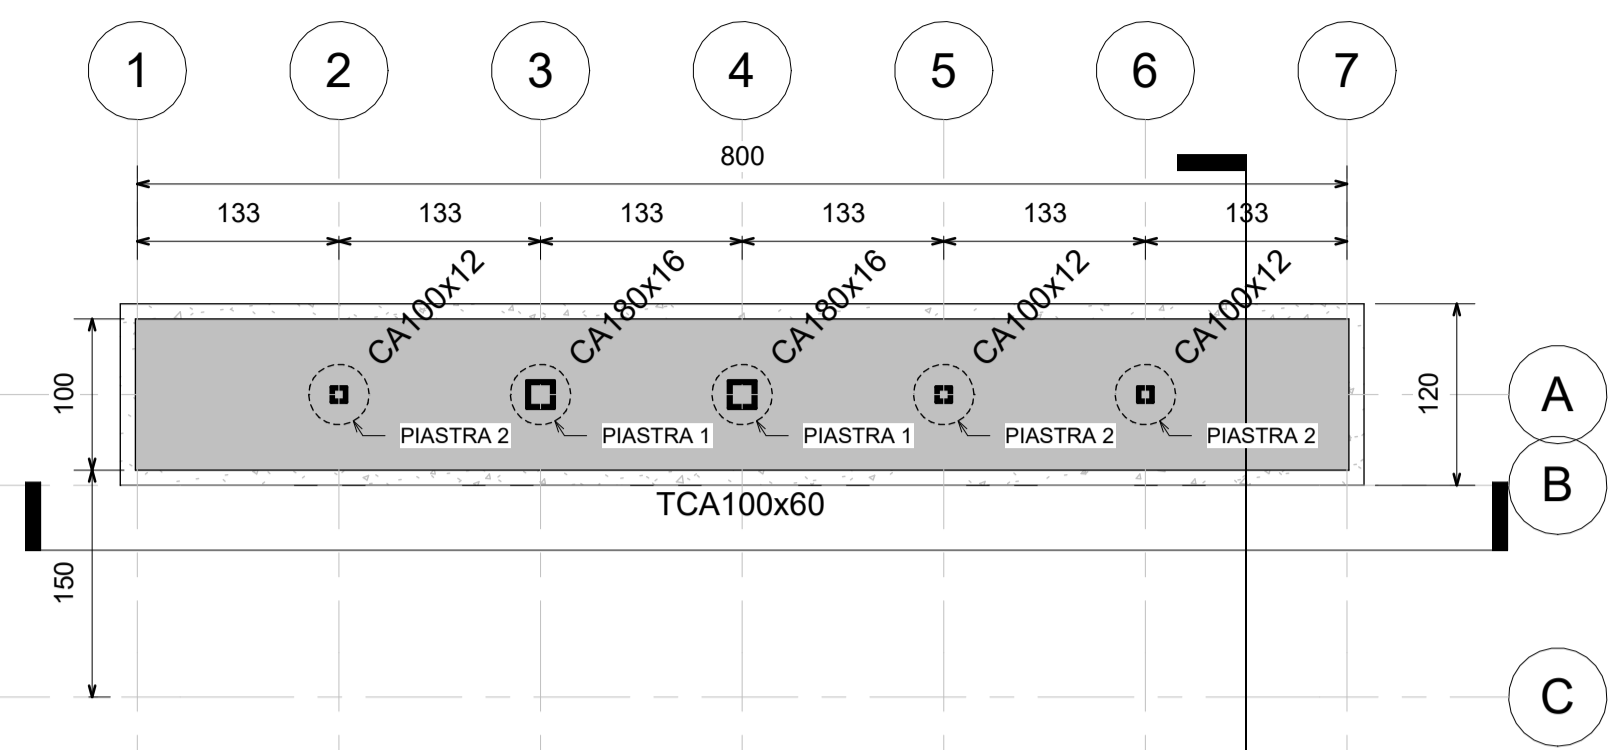 1 2 3 4 5 6 7
800
133 133 133 133 133 133
CA100x12 CA180x16 CA180x16 CA100x12 CA100x12
100
120
A
PIASTRA 2 PIASTRA 1 PIASTRA 1 PIASTRA 2 PIASTRA 2
B
TCA100x60
150
C